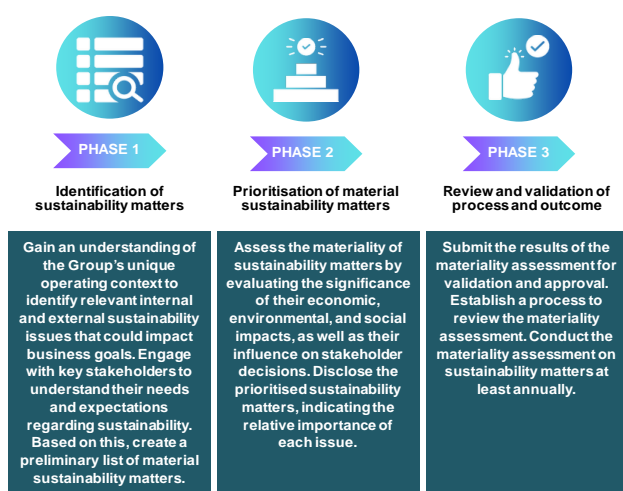 PHASE 1
Identification of
sustainability matters
Gain an understanding of
the Group's unique
operating context to
identify relevant internal
and external sustainability
issues that could impact
business goals. Engage
with key stakeholders to
understand their needs
and expectations
regarding sustainability.
Based on this, create a
preliminary list of material
sustainability matters.
PHASE 2
Prioritisation of material
sustainability matters
Assess the materiality of
sustainability matters by
evaluating the significance
of their economic,
environmental, and social
impacts, as well as their
influence on stakeholder
decisions. Disclose the
prioritised sustainability
matters, indicating the
relative importance of
each issue.
PHASE 3
Review and validation of
process and outcome
Submit the results of the
materiality assessment for
validation and approval.
Establish a process to
review the materiality
assessment. Conduct the
materiality assessment on
sustainability matters at
least annually.